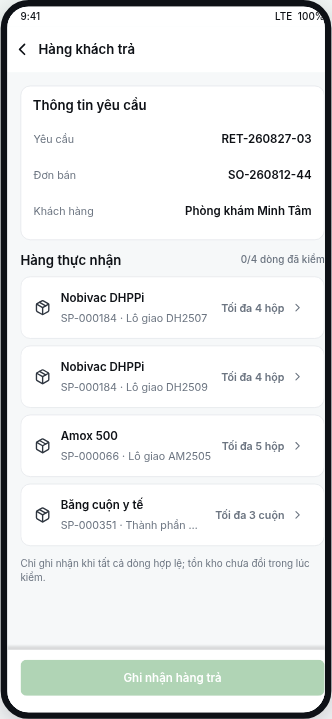 9:41
LTE 100%
Hàng khách trả
Thông tin yêu cầu
Yêu cầu RET-260827-03
Đơn bán SO-260812-44
Khách hàng Phòng khám Minh Tâm
Hàng thực nhận 0/4 dòng đã kiểm
Nobivac DHPPi
SP-000184 · Lô giao DH2507
Tối đa 4 hộp
Nobivac DHPPi
SP-000184 · Lô giao DH2509
Tối đa 4 hộp
Amox 500
SP-000066 · Lô giao AM2505
Tối đa 5 hộp
Băng cuộn y tế
SP-000351 · Thành phần ...
Tối đa 3 cuộn
Chỉ ghi nhận khi tất cả dòng hợp lệ; tồn kho chưa đổi trong lúc
kiểm.
Ghi nhận hàng trả